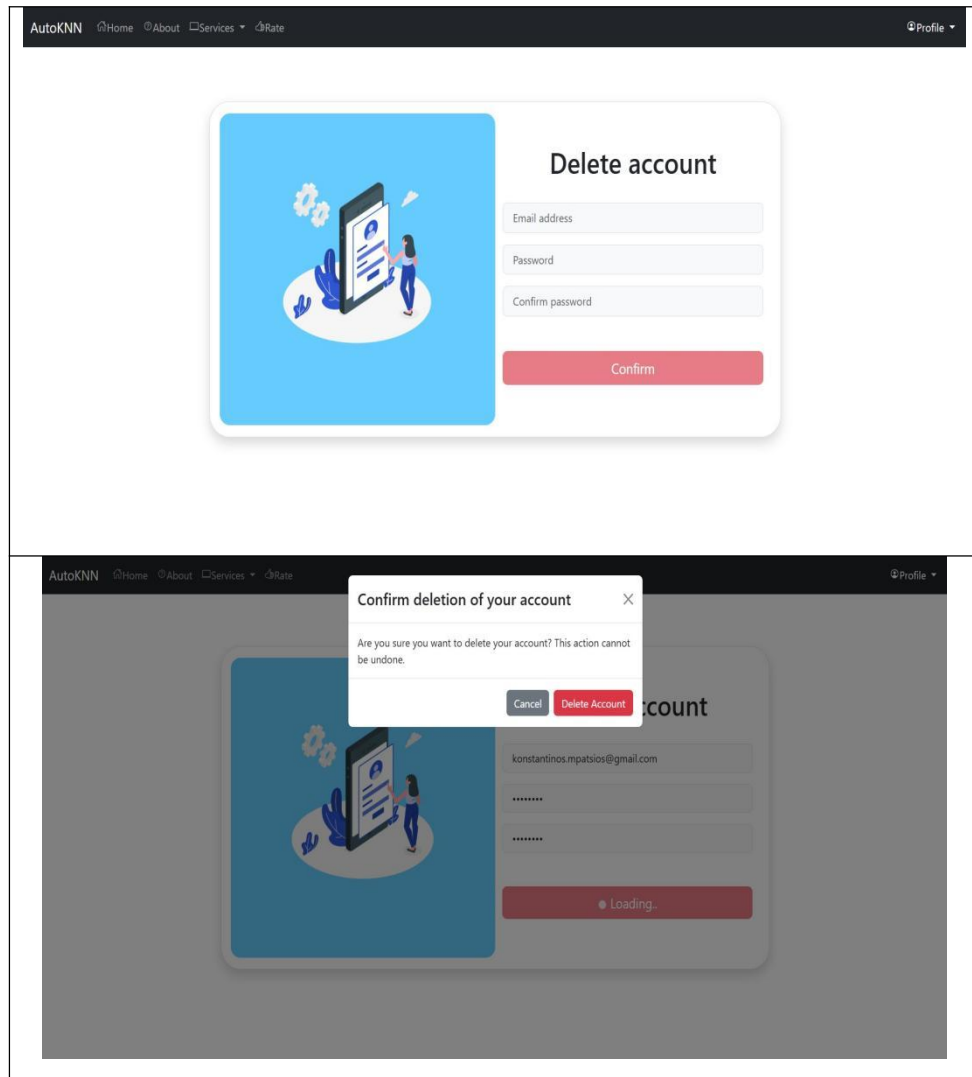 AutoKNN Home About Services Rate Profile
Delete account
Email address
Password
Confirm password
Confirm
AutoKNN Home About Services Rate Profile
Confirm deletion of your account
Are you sure you want to delete your account? This action cannot
be undone.
Cancel Delete Account
ccount
konstantinos.mpatsios@gmail.com
••••••••
••••••••
Loading..